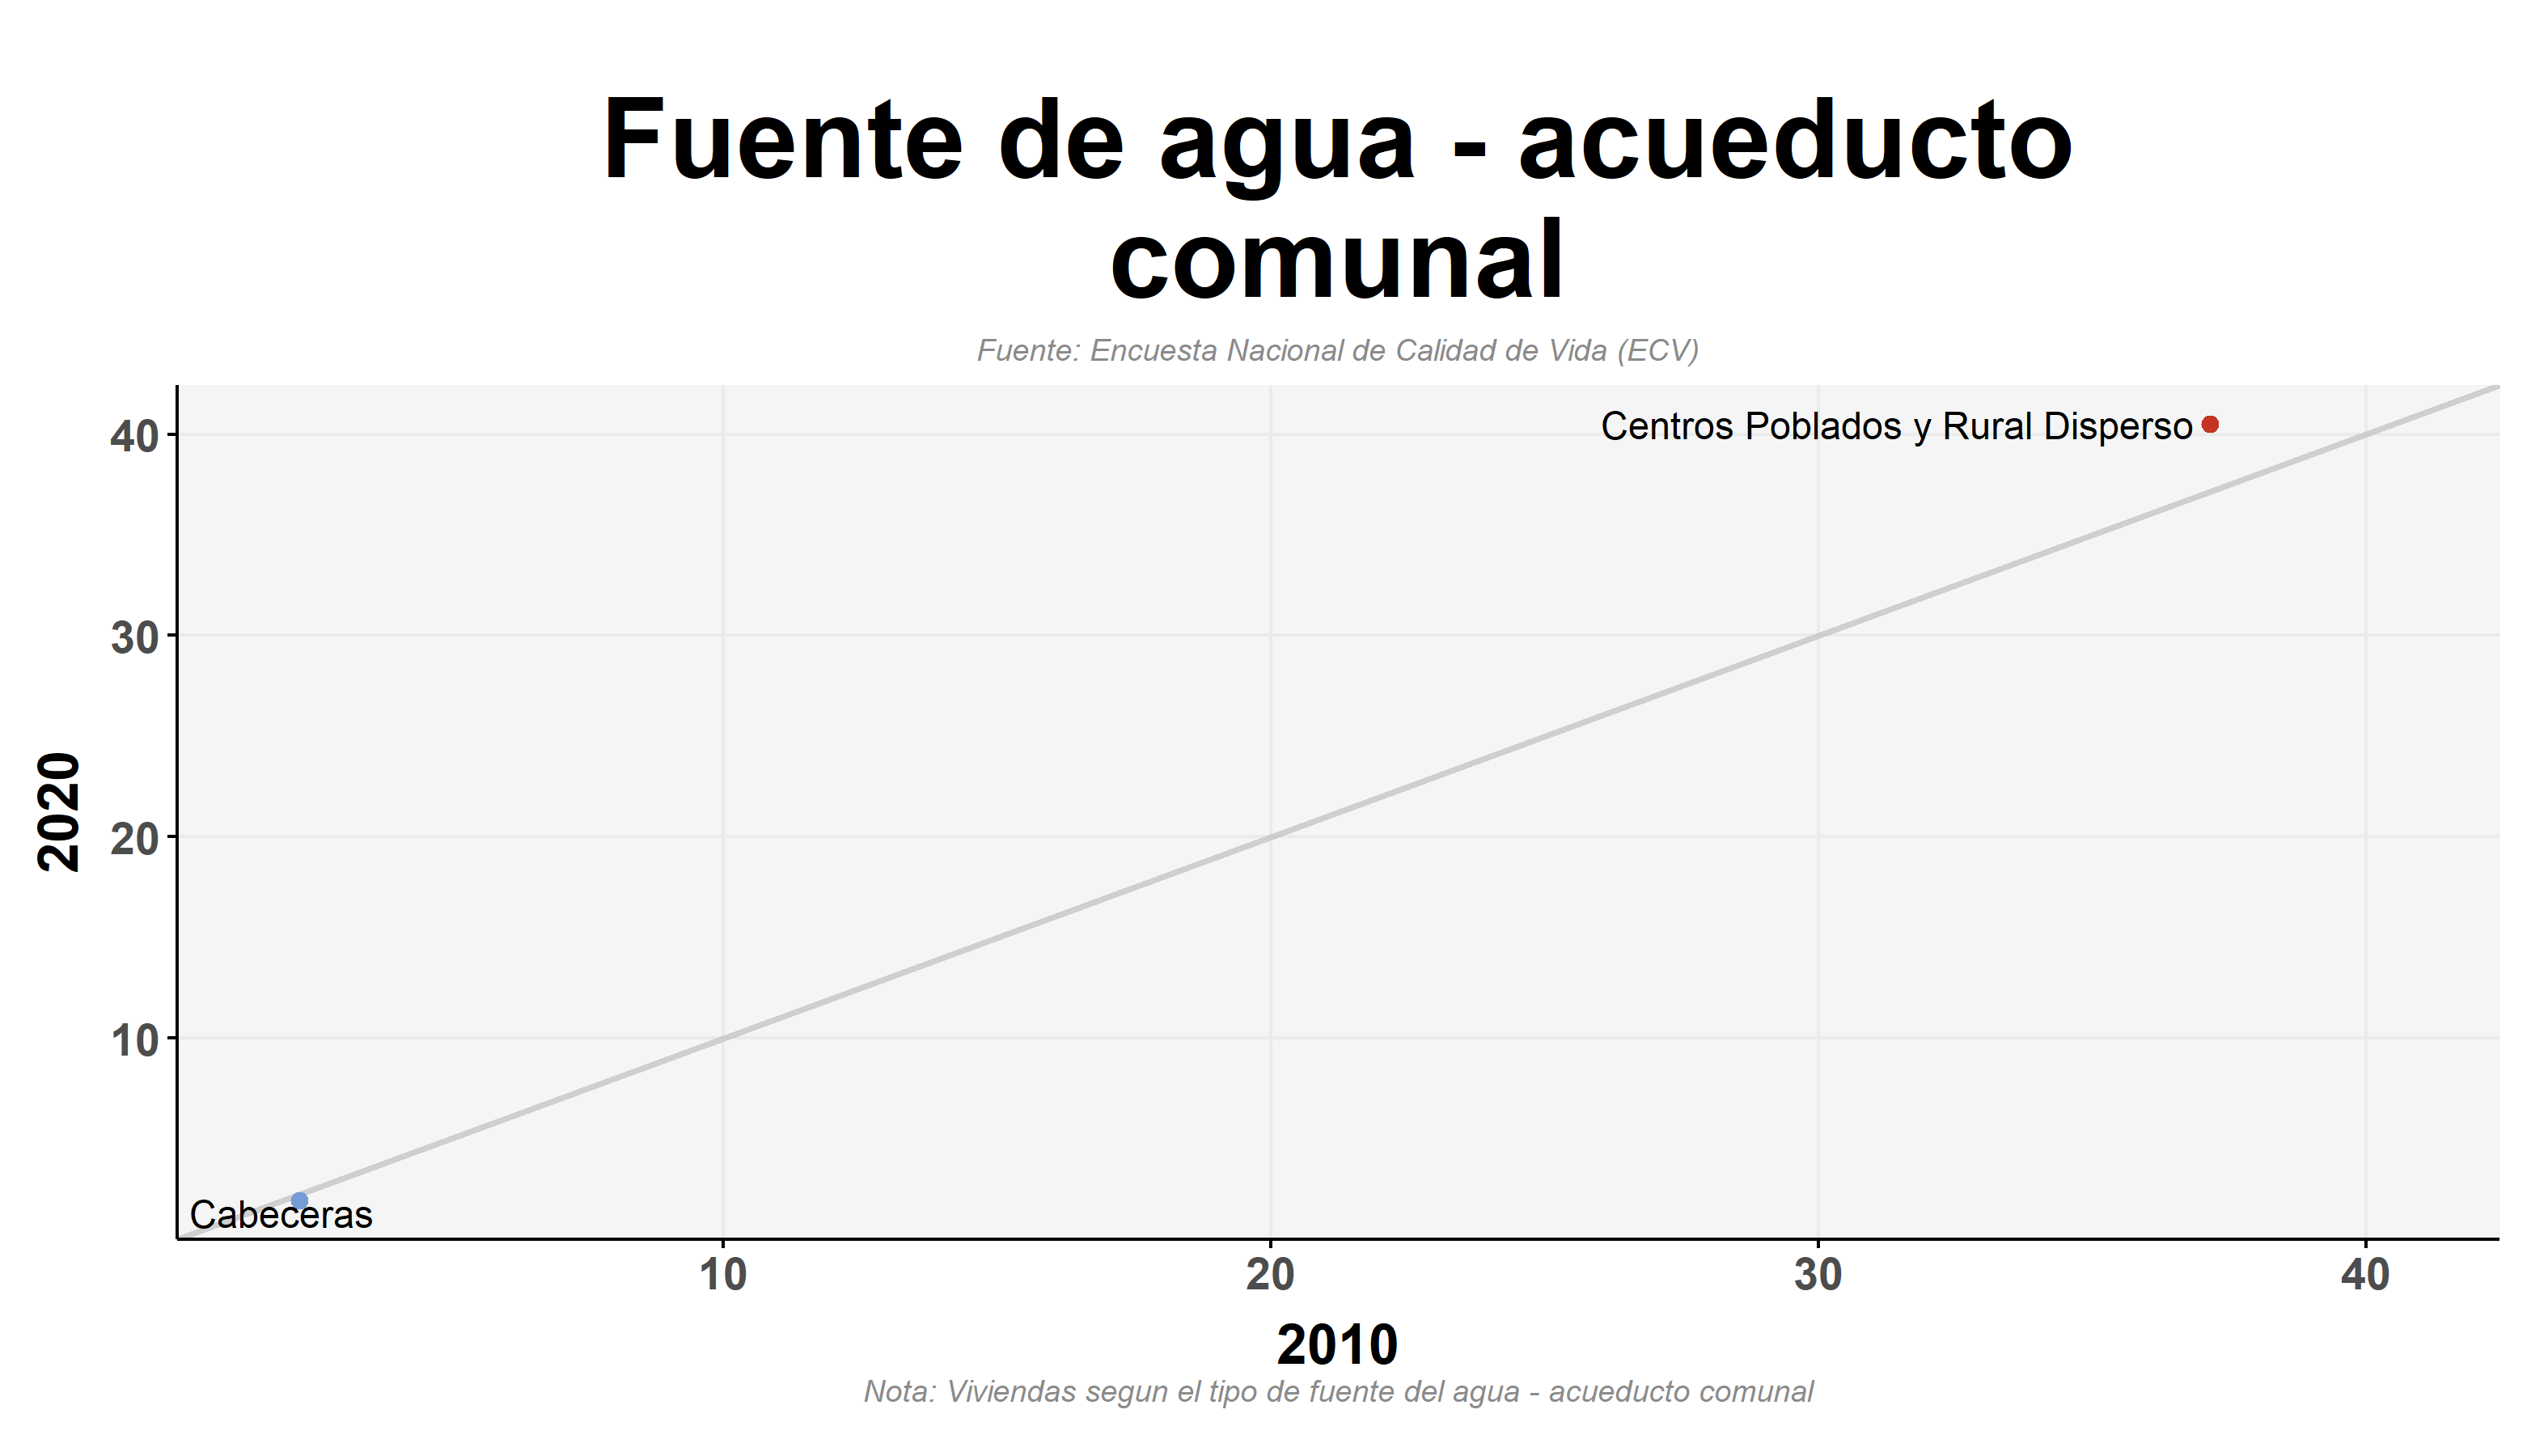 Fuente de agua - acueducto
comunal
Fuente: Encuesta Nacional de Calidad de Vida (ECV)
40
30
20
10
2020
Centros Poblados y Rural Disperso
Cabeceras
10
20
30
40
2010
Nota: Viviendas segun el tipo de fuente del agua - acueducto comunal